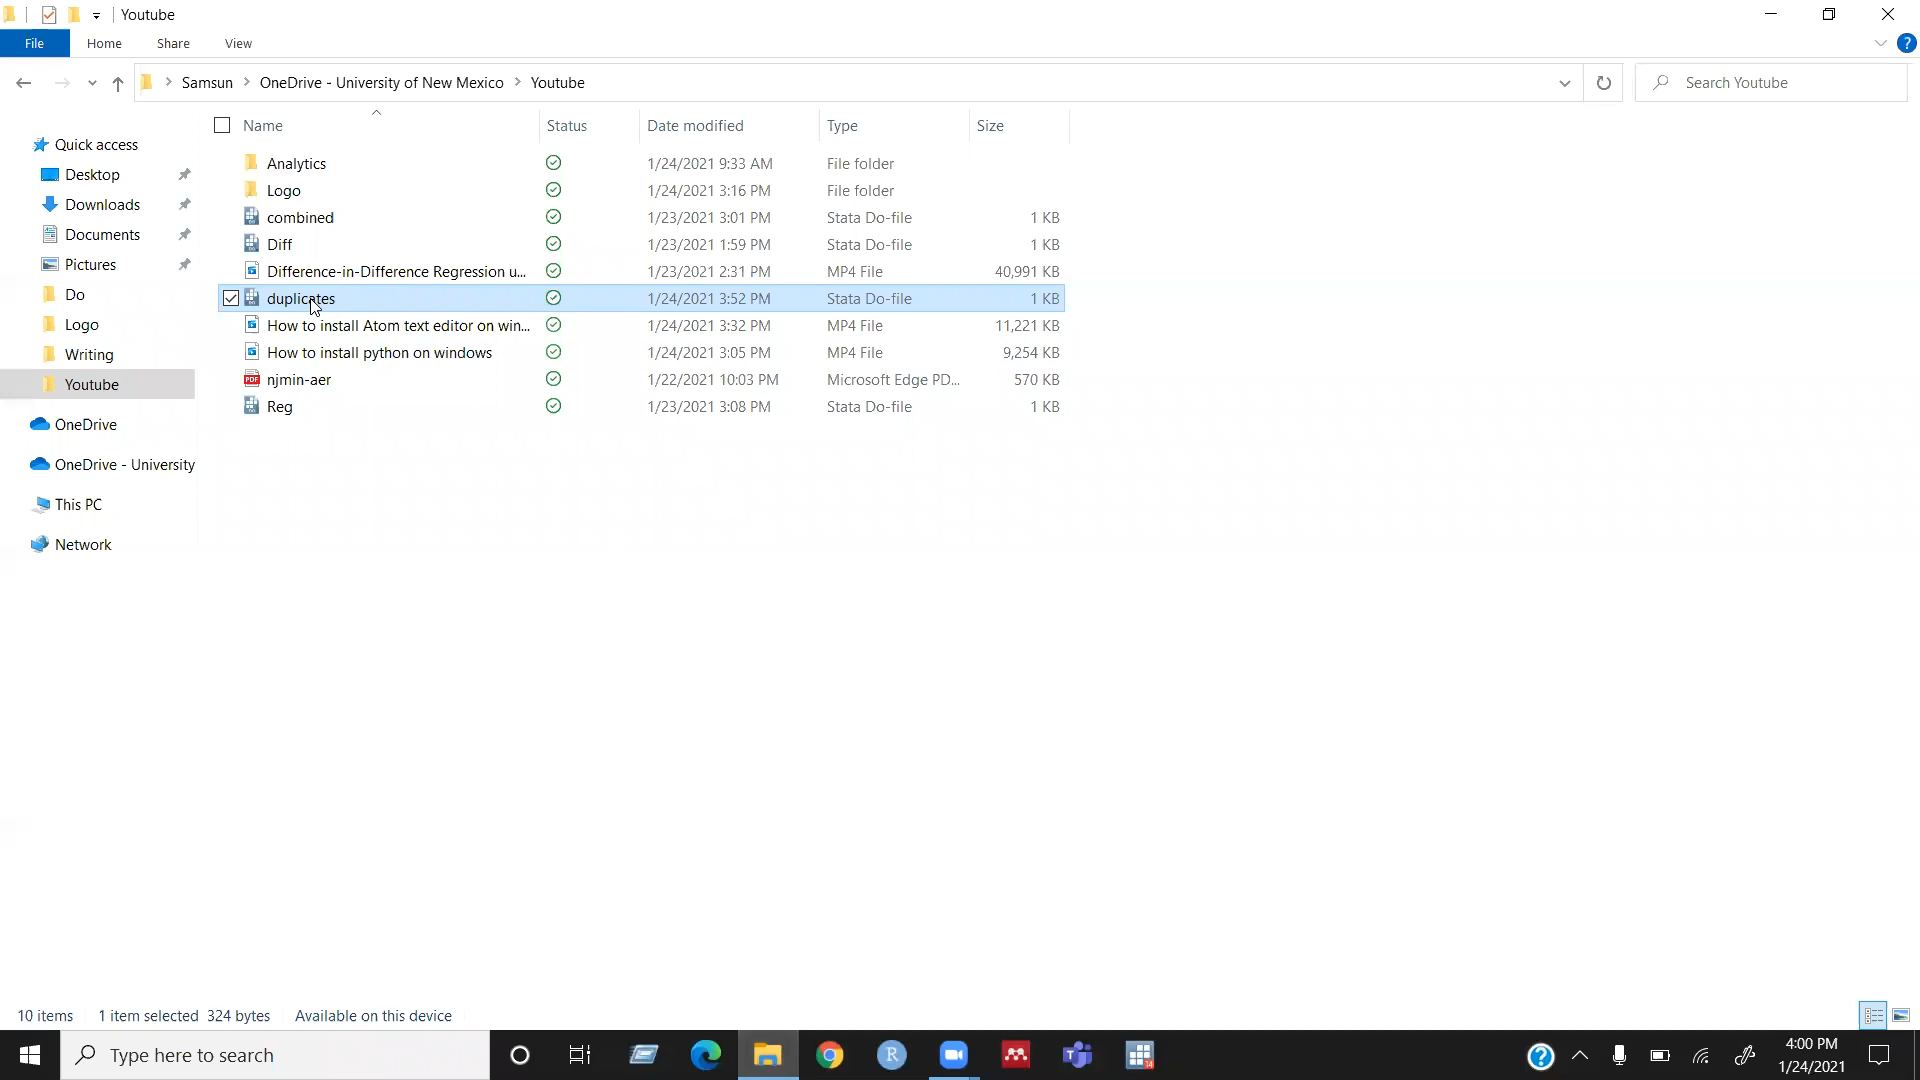 Youtube
File Home Share View ?
Samsun OneDrive - University of New Mexico Youtube Search Youtube
Name Status Date modified Type Size
Quick access
Desktop
Downloads
Documents
Pictures
Do
Logo
Writing
Youtube
OneDrive
OneDrive - University
This PC
Network
Analytics 1/24/2021 9:33 AM File folder
Logo 1/24/2021 3:16 PM File folder
combined 1/23/2021 3:01 PM Stata Do-file 1 KB
Diff 1/23/2021 1:59 PM Stata Do-file 1 KB
Difference-in-Difference Regression u... 1/23/2021 2:31 PM MP4 File 40,991 KB
duplicates 1/24/2021 3:52 PM Stata Do-file 1 KB
How to install Atom text editor on win... 1/24/2021 3:32 PM MP4 File 11,221 KB
How to install python on windows 1/24/2021 3:05 PM MP4 File 9,254 KB
PDF njmin-aer 1/22/2021 10:03 PM Microsoft Edge PD... 570 KB
Reg 1/23/2021 3:08 PM Stata Do-file 1 KB
10 items 1 item selected 324 bytes Available on this device
Type here to search R T 14 ? 4:00 PM
1/24/2021